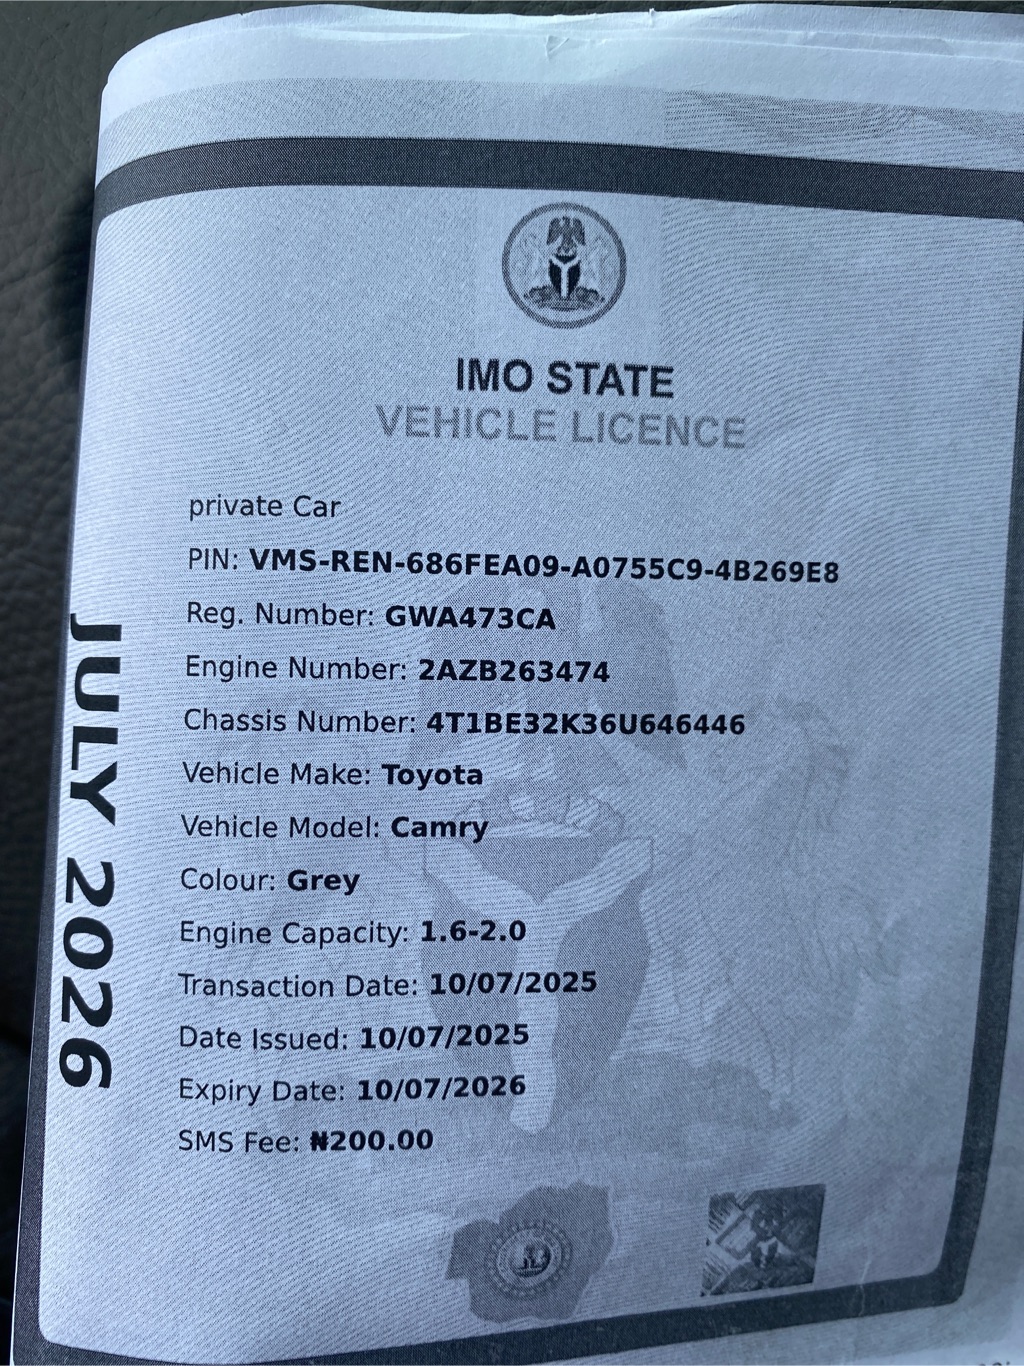 IMO STATE
VEHICLE LICENCE
private Car
PIN: VMS-REN-686FEA09-A0755C9-4B269E8
Reg. Number: GWA473CA
Engine Number: 2AZB263474
Chassis Number: 4T1BE32K36U646446
Vehicle Make: Toyota
Vehicle Model: Camry
Colour: Grey
Engine Capacity: 1.6-2.0
Transaction Date: 10/07/2025
Date Issued: 10/07/2025
Expiry Date: 10/07/2026
SMS Fee: ₦200.00
JULY 2026